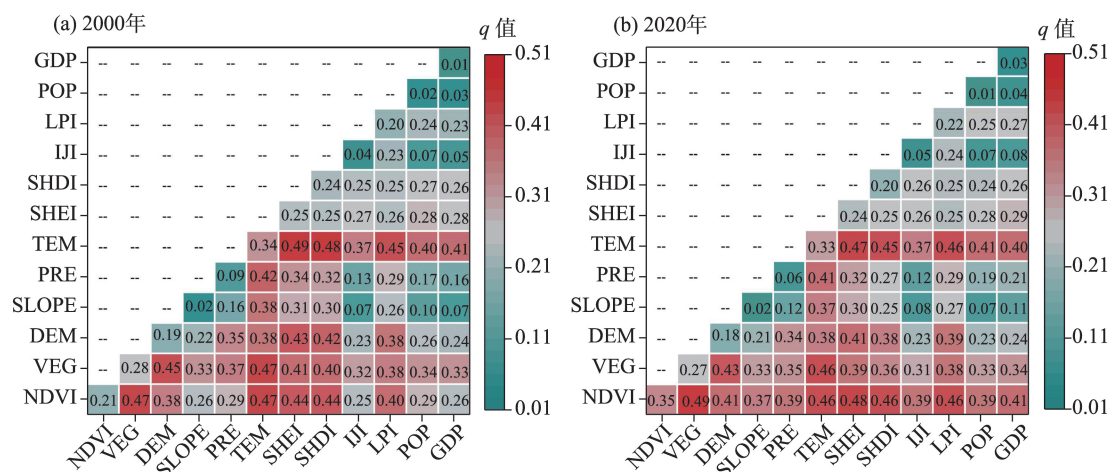 (a) 2000年
q 值
GDP -- -- -- -- -- -- -- -- -- -- -- 0.01
POP -- -- -- -- -- -- -- -- -- -- 0.02 0.03
LPI -- -- -- -- -- -- -- -- -- 0.20 0.24 0.23
IJI -- -- -- -- -- -- -- -- 0.04 0.23 0.07 0.05
SHDI -- -- -- -- -- -- -- 0.24 0.25 0.25 0.27 0.26
SHEI -- -- -- -- -- -- 0.25 0.25 0.27 0.26 0.28 0.28
TEM -- -- -- -- -- 0.34 0.49 0.48 0.37 0.45 0.40 0.41
PRE -- -- -- -- 0.09 0.42 0.34 0.32 0.13 0.29 0.17 0.16
SLOPE -- -- -- 0.02 0.16 0.38 0.31 0.30 0.07 0.26 0.10 0.07
DEM -- -- 0.19 0.22 0.35 0.38 0.43 0.42 0.23 0.38 0.26 0.24
VEG -- 0.28 0.45 0.33 0.37 0.47 0.41 0.40 0.32 0.38 0.34 0.33
NDVI 0.21 0.47 0.38 0.26 0.29 0.47 0.44 0.44 0.25 0.40 0.29 0.26
NDVI VEG DEM SLOPE PRE TEM SHEI SHDI IJI LPI POP GDP
0.51
0.41
0.31
0.21
0.11
0.01
(b) 2020年
q 值
GDP -- -- -- -- -- -- -- -- -- -- -- 0.03
POP -- -- -- -- -- -- -- -- -- -- 0.01 0.04
LPI -- -- -- -- -- -- -- -- -- 0.22 0.25 0.27
IJI -- -- -- -- -- -- -- -- 0.05 0.24 0.07 0.08
SHDI -- -- -- -- -- -- -- 0.20 0.26 0.25 0.24 0.26
SHEI -- -- -- -- -- -- 0.24 0.25 0.26 0.25 0.28 0.29
TEM -- -- -- -- -- 0.33 0.47 0.45 0.37 0.46 0.41 0.40
PRE -- -- -- -- 0.06 0.41 0.32 0.27 0.12 0.29 0.19 0.21
SLOPE -- -- -- 0.02 0.12 0.37 0.30 0.25 0.08 0.27 0.07 0.11
DEM -- -- 0.18 0.21 0.34 0.38 0.41 0.38 0.23 0.39 0.23 0.24
VEG -- 0.27 0.43 0.33 0.35 0.46 0.39 0.36 0.31 0.38 0.33 0.34
NDVI 0.35 0.49 0.41 0.37 0.39 0.46 0.48 0.46 0.39 0.46 0.39 0.41
NDVI VEG DEM SLOPE PRE TEM SHEI SHDI IJI LPI POP GDP
0.51
0.41
0.31
0.21
0.11
0.01